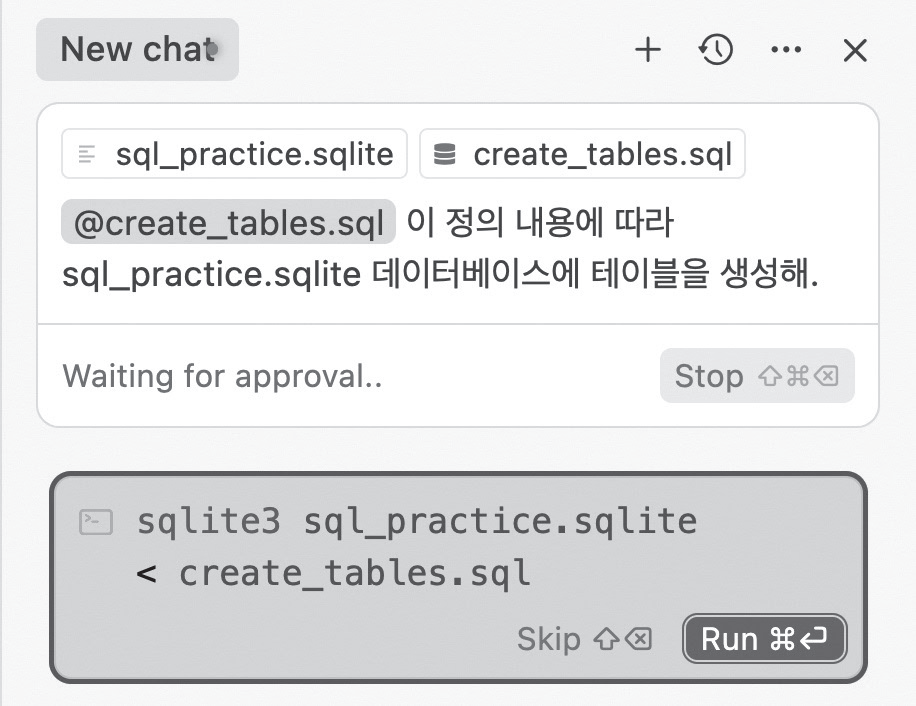 New chat
sql_practice.sqlite create_tables.sql
@create_tables.sql 이 정의 내용에 따라
sql_practice.sqlite 데이터베이스에 테이블을 생성해.
Waiting for approval.. Stop ⇧⌘⌫
sqlite3 sql_practice.sqlite
< create_tables.sql
Skip ⇧⌫ Run ⌘⏎